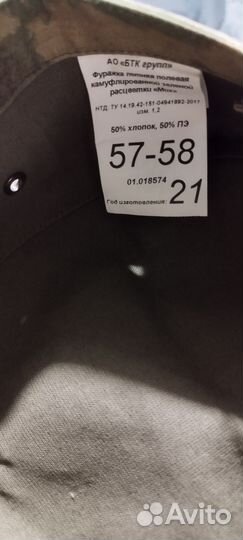 АО «БТК групп»
Фуражка летняя полевая
камуфлированной зеленой
расцветки «Мох»
НТД: ТУ 14.19.42-151-04941892-2017
изм. 1,2
50% хлопок, 50% ПЭ
57-58
01.018574
Год изготовления: 21
Avito